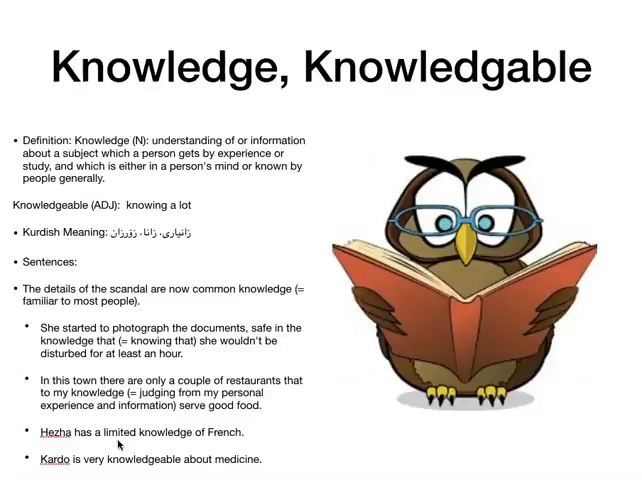 Knowledge, Knowledgable
• Definition: Knowledge (N): understanding of or information
about a subject which a person gets by experience or
study, and which is either in a person's mind or known by
people generally.
Knowledgeable (ADJ): knowing a lot
• Kurdish Meaning: زانیاری، زانا، زۆرزان
• Sentences:
• The details of the scandal are now common knowledge (=
familiar to most people).
• She started to photograph the documents, safe in the
knowledge that (= knowing that) she wouldn't be
disturbed for at least an hour.
• In this town there are only a couple of restaurants that
to my knowledge (= judging from my personal
experience and information) serve good food.
• Hezha has a limited knowledge of French.
• Kardo is very knowledgeable about medicine.